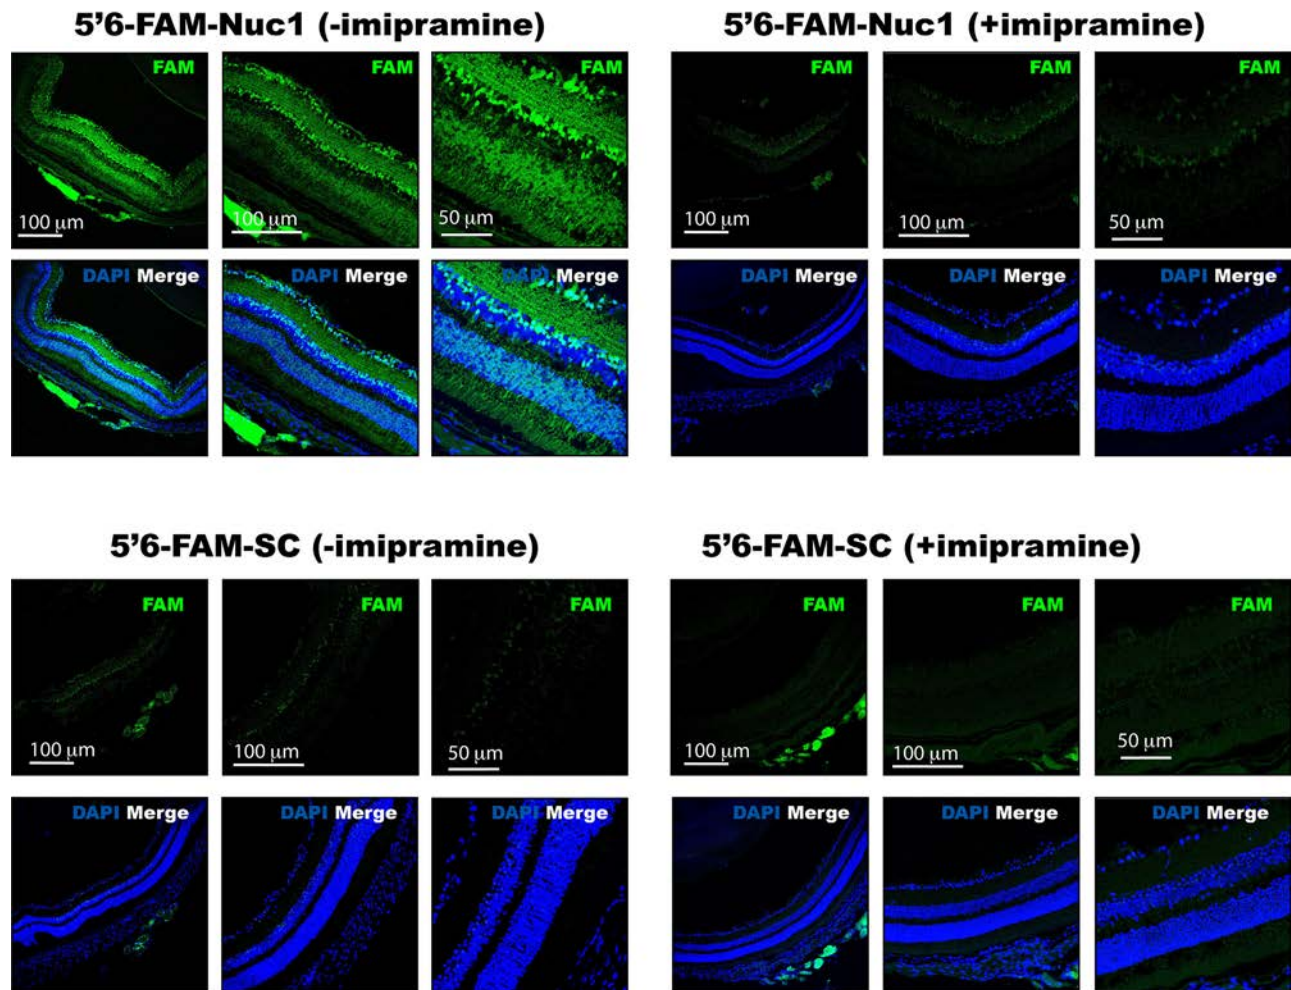 5'6-FAM-Nuc1 (-imipramine)
5'6-FAM-Nuc1 (+imipramine)
FAM
FAM
FAM
FAM
FAM
FAM
100 μm
100 μm
50 μm
100 μm
100 μm
50 μm
DAPI Merge
DAPI Merge
DAPI Merge
DAPI Merge
DAPI Merge
DAPI Merge
5'6-FAM-SC (-imipramine)
5'6-FAM-SC (+imipramine)
FAM
FAM
FAM
FAM
FAM
FAM
100 μm
100 μm
50 μm
100 μm
100 μm
50 μm
DAPI Merge
DAPI Merge
DAPI Merge
DAPI Merge
DAPI Merge
DAPI Merge